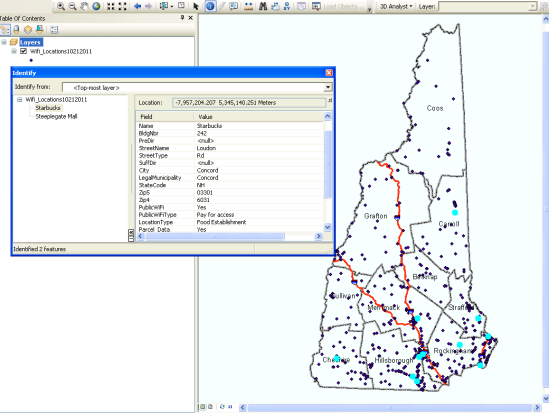 Load Objects...
3D Analyst
Layer:
Table Of Contents
Layers
Wifi_Locations10212011
Identify
Identify from: <Top-most layer>
Wifi_Locations10212011
Starbucks
Steeplegate Mall
Location: -7,957,204.207 5,345,140.251 Meters
Field Value
Name Starbucks
BldgNbr 242
PreDir <null>
StreetName Loudon
StreetType Rd
SuffDir <null>
City Concord
LegalMunicipality Concord
StateCode NH
Zip5 03301
Zip4 6031
PublicWiFi Yes
PublicWiFiType Pay for access
LocationType Food Establishment
Parcel_Data Yes
Identified 2 features
Coos
Grafton
Carroll
Belknap
Sullivan
Merrimack
Strafford
Cheshire
Hillsborough
Rockingham